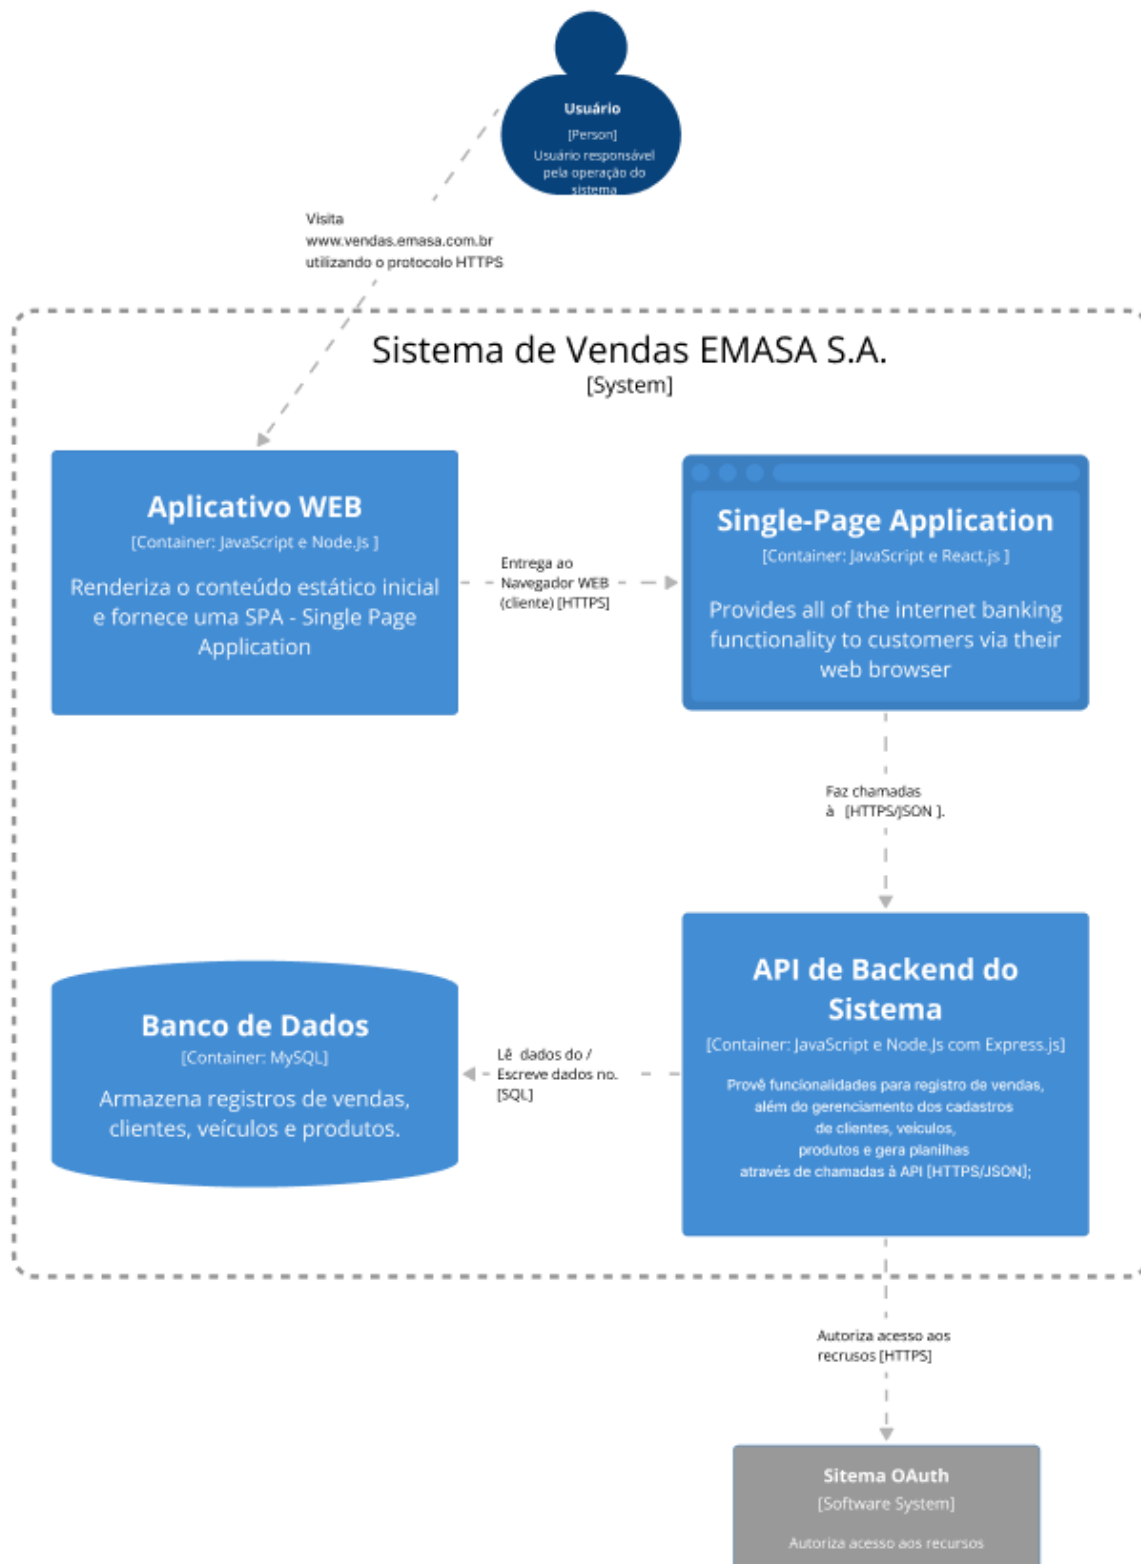 Usuário
[Person]
Usuário responsável
pela operação do
sistema
Visita
www.vendas.emasa.com.br
utilizando o protocolo HTTPS
Sistema de Vendas EMASA S.A.
[System]
Aplicativo WEB
[Container: JavaScript e Node.Js ]
Renderiza o conteúdo estático inicial
e fornece uma SPA - Single Page
Application
Entrega ao
Navegador WEB
(cliente) [HTTPS]
Single-Page Application
[Container: JavaScript e React.js ]
Provides all of the internet banking
functionality to customers via their
web browser
Faz chamadas
à [HTTPS/JSON ].
API de Backend do
Sistema
[Container: JavaScript e Node.Js com Express.js]
Provê funcionalidades para registro de vendas,
além do gerenciamento dos cadastros
de clientes, veículos,
produtos e gera planilhas
através de chamadas à API [HTTPS/JSON];
Lê dados do /
Escreve dados no.
[SQL]
Banco de Dados
[Container: MySQL]
Armazena registros de vendas,
clientes, veículos e produtos.
Autoriza acesso aos
recrusos [HTTPS]
Sitema OAuth
[Software System]
Autoriza acesso aos recursos